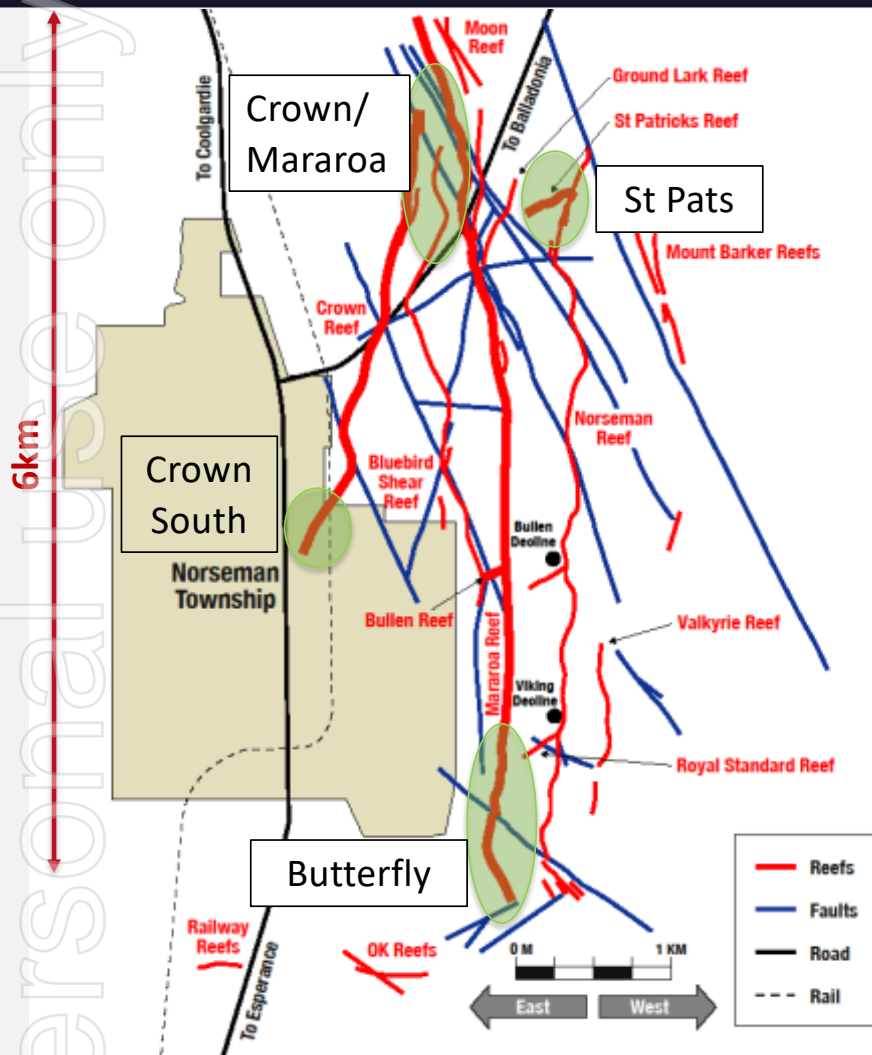 ersonal use only
6km
To Coolgardie
Crown/
Mararoa
Moon
Reef
To Balladonia
Ground Lark Reef
St Patricks Reef
St Pats
Mount Barker Reefs
Crown
Reef
Norseman
Reef
Crown
South
Bluebird
Shear
Reef
Bullen
Decline
Norseman
Township
Bullen Reef
Mararoa Reef
Valkyrie Reef
Viking
Decline
Royal Standard Reef
Butterfly
Railway
Reefs
OK Reefs
To Esperance
0 M
1 KM
East
West
Reefs
Faults
Road
Rail